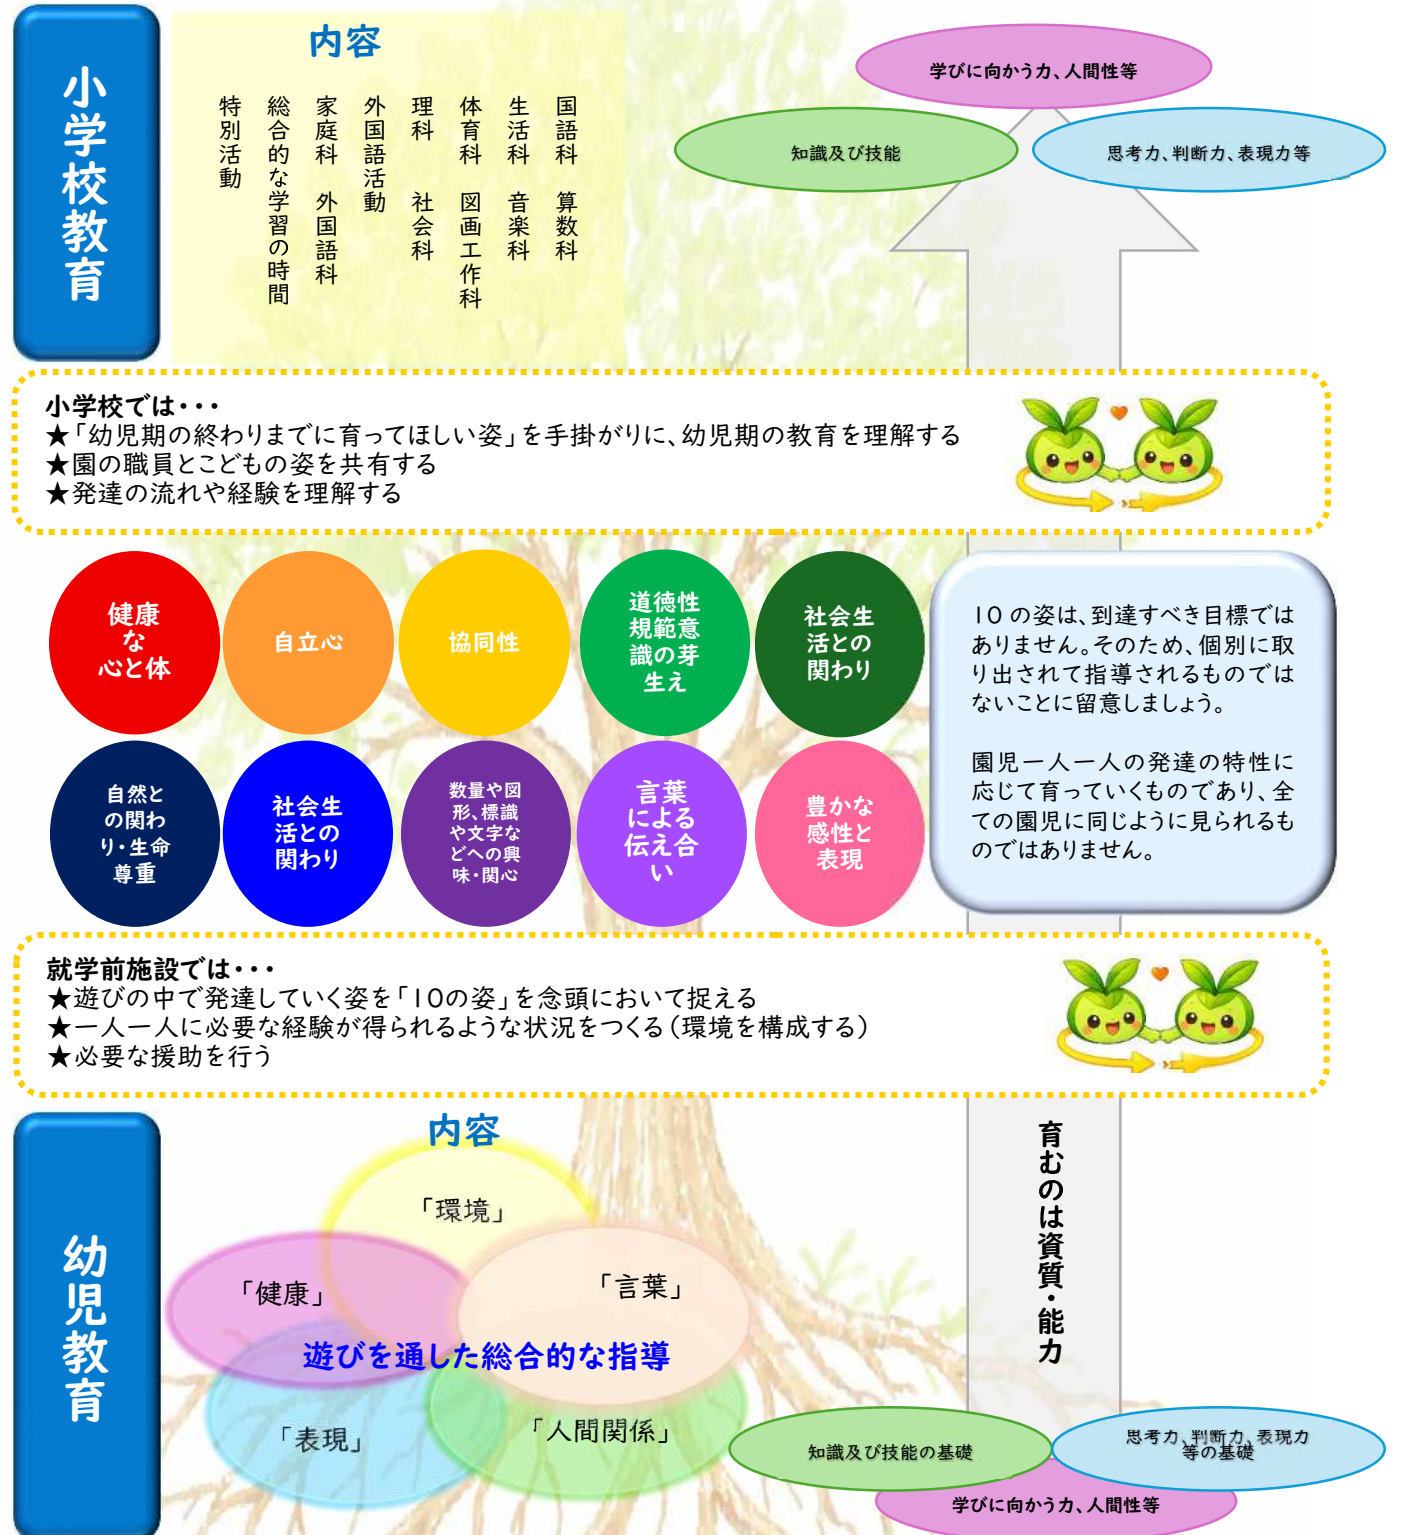 小学校教育
内容
国語科　算数科
生活科　音楽科
体育科　図画工作科
理科　社会科
外国語活動
家庭科　外国語科
総合的な学習の時間
特別活動
学びに向かう力、人間性等
知識及び技能
思考力、判断力、表現力等
小学校では・・・
★「幼児期の終わりまでに育ってほしい姿」を手掛がりに、幼児期の教育を理解する
★園の職員とこどもの姿を共有する
★発達の流れや経験を理解する
健康
な
心と体
自立心
協同性
道徳性
規範意
識の芽
生え
社会生
活との
関わり
自然と
の関わ
り・生命
尊重
社会生
活との
関わり
数量や図
形、標識
や文字な
どへの興
味・関心
言葉
による
伝え合
い
豊かな
感性と
表現
10の姿は、到達すべき目標では
ありません。そのため、個別に取
り出されて指導されるものでは
ないことに留意しましょう。
園児一人一人の発達の特性に
応じて育っていくものであり、全
ての園児に同じように見られるも
のではありません。
就学前施設では・・・
★遊びの中で発達していく姿を「10の姿」を念頭において捉える
★一人一人に必要な経験が得られるような状況をつくる（環境を構成する）
★必要な援助を行う
幼児教育
内容
「環境」
「健康」
「言葉」
遊びを通した総合的な指導
「表現」
「人間関係」
育むのは資質・能力
知識及び技能の基礎
思考力、判断力、表現力
等の基礎
学びに向かう力、人間性等